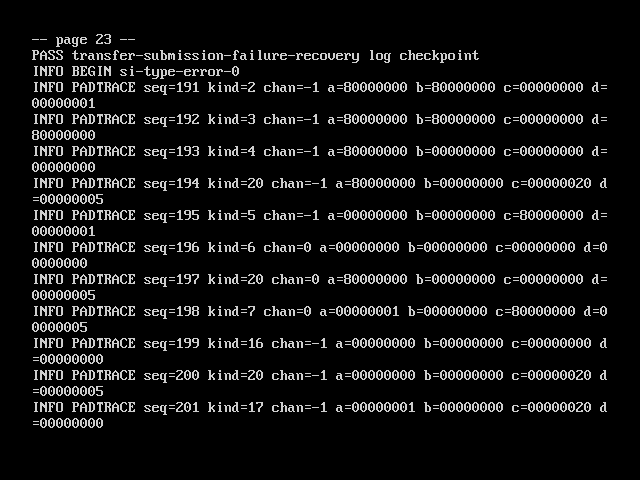 -- page 23 --
PASS transfer-submission-failure-recovery log checkpoint
INFO BEGIN si-type-error-0
INFO PADTRACE seq=191 kind=2 chan=-1 a=80000000 b=80000000 c=00000000 d=
00000001
INFO PADTRACE seq=192 kind=3 chan=-1 a=80000000 b=80000000 c=00000000 d=
80000000
INFO PADTRACE seq=193 kind=4 chan=-1 a=80000000 b=00000000 c=00000000 d=
00000000
INFO PADTRACE seq=194 kind=20 chan=-1 a=80000000 b=00000000 c=00000020 d
=00000005
INFO PADTRACE seq=195 kind=5 chan=-1 a=00000000 b=00000000 c=80000000 d=
00000001
INFO PADTRACE seq=196 kind=6 chan=0 a=00000000 b=00000000 c=00000000 d=0
0000000
INFO PADTRACE seq=197 kind=20 chan=0 a=80000000 b=00000000 c=00000000 d=
00000005
INFO PADTRACE seq=198 kind=7 chan=0 a=00000001 b=00000000 c=80000000 d=0
0000005
INFO PADTRACE seq=199 kind=16 chan=-1 a=00000000 b=00000000 c=00000000 d
=00000000
INFO PADTRACE seq=200 kind=20 chan=-1 a=00000000 b=00000000 c=00000020 d
=00000005
INFO PADTRACE seq=201 kind=17 chan=-1 a=00000001 b=00000000 c=00000020 d
=00000000